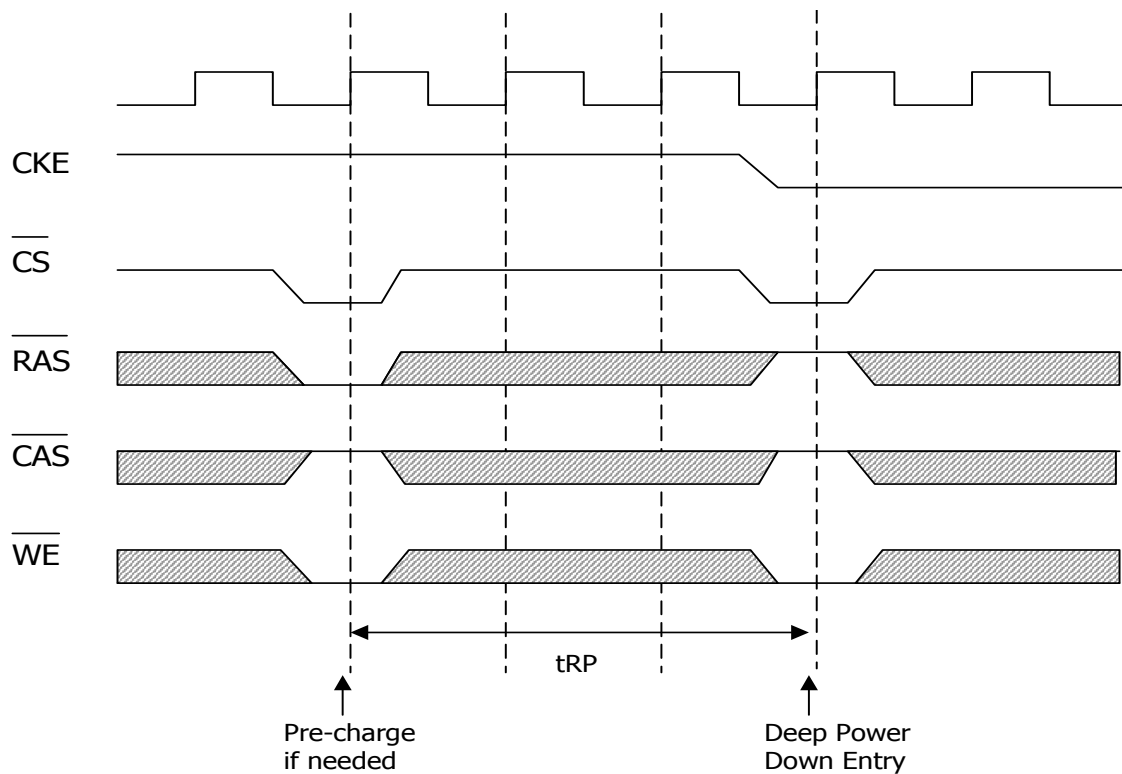 CKE
CS
RAS
CAS
WE
tRP
Pre-charge
if needed
Deep Power
Down Entry